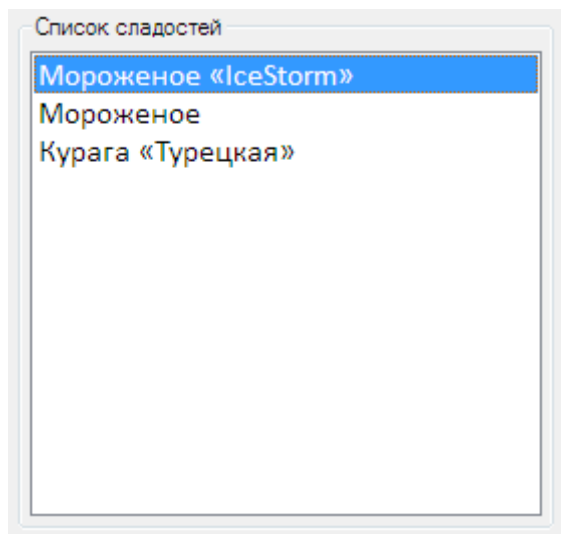 Список сладостей
Мороженое «IceStorm»
Мороженое
Курага «Турецкая»